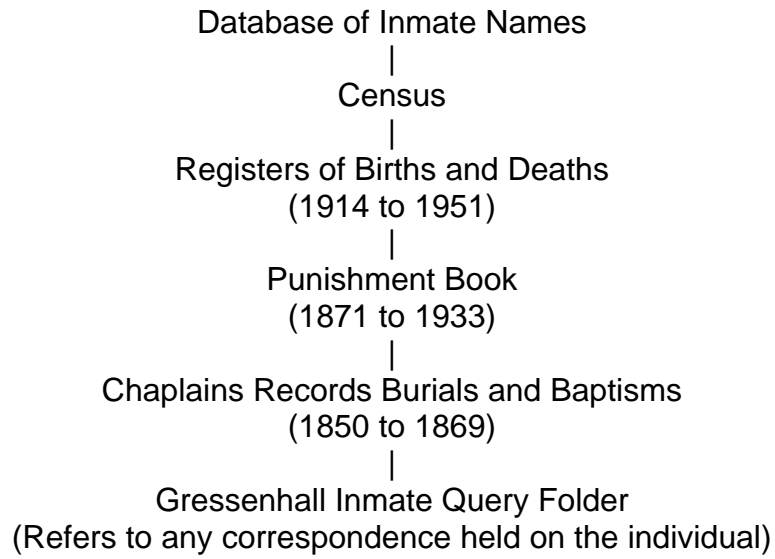 Database of Inmate Names
|
Census
|
Registers of Births and Deaths
(1914 to 1951)
|
Punishment Book
(1871 to 1933)
|
Chaplains Records Burials and Baptisms
(1850 to 1869)
|
Gressenhall Inmate Query Folder
(Refers to any correspondence held on the individual)